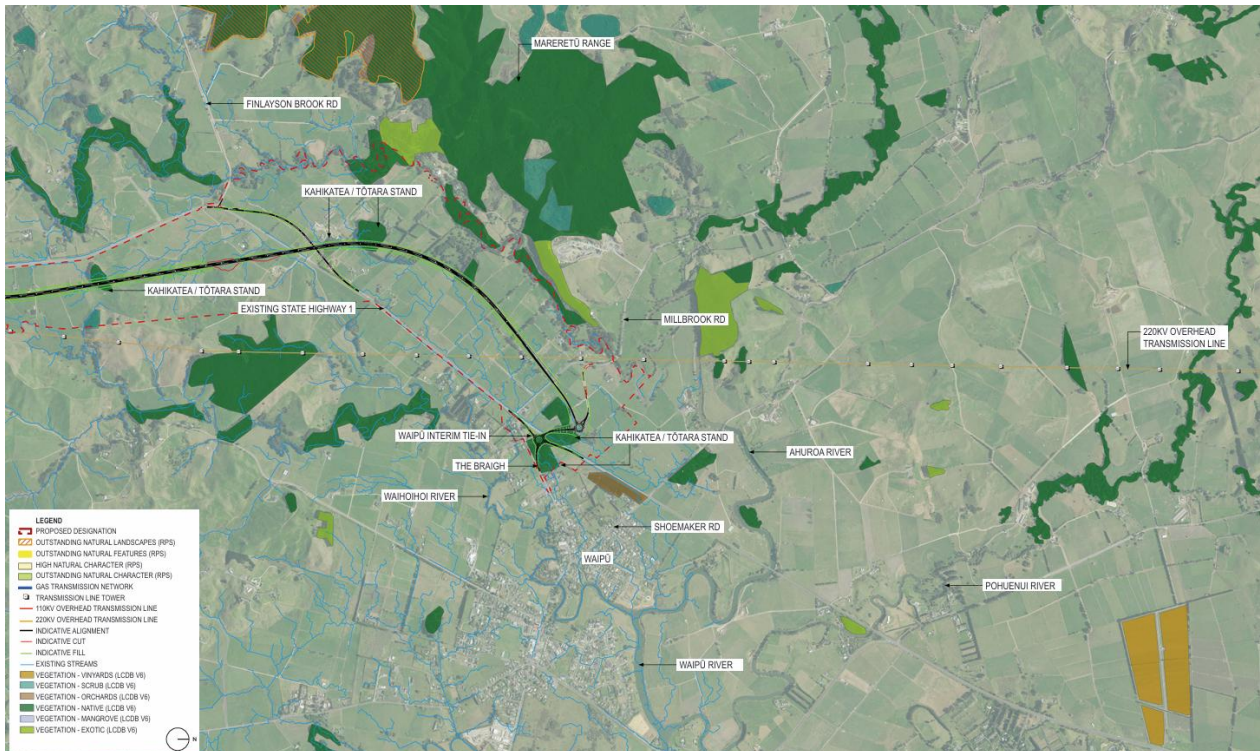 MARERETŪ RANGE
FINLAYSON BROOK RD
KAHIKATEA / TŌTARA STAND
KAHIKATEA / TŌTARA STAND
EXISTING STATE HIGHWAY 1
MILLBROOK RD
220KV OVERHEAD
TRANSMISSION LINE
WAIPŪ INTERIM TIE-IN
KAHIKATEA / TŌTARA STAND
THE BRAIGH
AHUROA RIVER
WAIHOIHOI RIVER
SHOEMAKER RD
WAIPŪ
POHUENUI RIVER
WAIPŪ RIVER
LEGEND
PROPOSED DESIGNATION
OUTSTANDING NATURAL LANDSCAPES (RPS)
OUTSTANDING NATURAL FEATURES (RPS)
HIGH NATURAL CHARACTER (RPS)
OUTSTANDING NATURAL CHARACTER (RPS)
GAS TRANSMISSION NETWORK
TRANSMISSION LINE TOWER
110KV OVERHEAD TRANSMISSION LINE
220KV OVERHEAD TRANSMISSION LINE
INDICATIVE ALIGNMENT
INDICATIVE CUT
INDICATIVE FILL
EXISTING STREAMS
VEGETATION - VINYARDS (LCDB V6)
VEGETATION - SCRUB (LCDB V6)
VEGETATION - ORCHARDS (LCDB V6)
VEGETATION - NATIVE (LCDB V6)
VEGETATION - MANGROVE (LCDB V6)
VEGETATION - EXOTIC (LCDB V6)
N